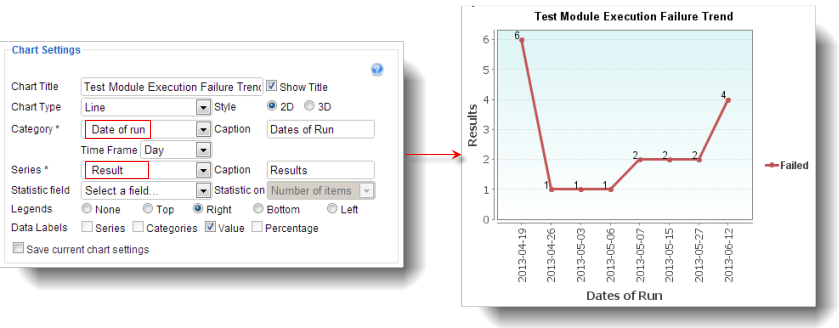 Chart Settings
Chart Title Test Module Execution Failure Tren Show Title
Chart Type Line Style 2D 3D
Category * Date of run Caption Dates of Run
Time Frame Day
Series * Result Caption Results
Statistic field Select a field... Statistic on Number of items
Legends None Top Right Bottom Left
Data Labels Series Categories Value Percentage
Save current chart settings
Test Module Execution Failure Trend
Results
6
5
4
3
2
1
0
6
1
1
1
2
2
2
4
2013-04-19
2013-04-26
2013-05-03
2013-05-06
2013-05-07
2013-05-15
2013-05-27
2013-06-12
Dates of Run
Failed